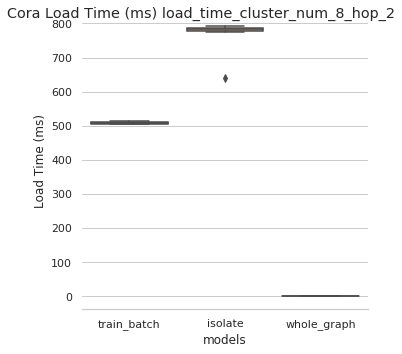 Cora Load Time (ms) load_time_cluster_num_8_hop_2
800
700
600
500
400
300
200
100
0
Load Time (ms)
train_batch isolate whole_graph
models